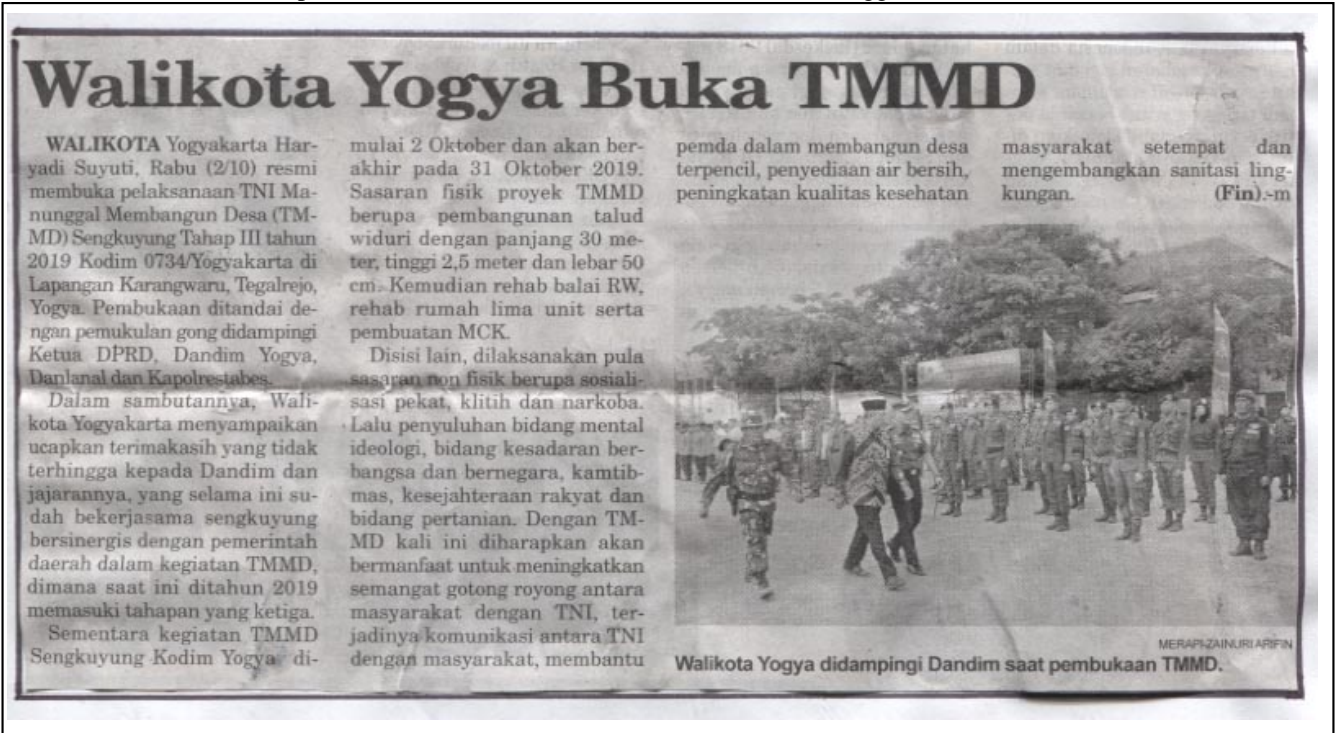 Walikota Yogya Buka TMMD
WALIKOTA Yogyakarta Har-
yadi Suyuti, Rabu (2/10) resmi
membuka pelaksanaan TNI Ma-
nunggal Membangun Desa (TM-
MD) Sengkuyung Tahap III tahun
2019 Kodim 0734/Yogyakarta di
Lapangan Karangwaru, Tegalrejo,
Yogya. Pembukaan ditandai de-
ngan pemukulan gong didampingi
Ketua DPRD, Dandim Yogya,
Danlanal dan Kapolrestabes.
Dalam sambutannya, Wali-
kota Yogyakarta menyampaikan
ucapkan terimakasih yang tidak
terhingga kepada Dandim dan
jajarannya, yang selama ini su-
dah bekerjasama sengkuyung
bersinergis dengan pemerintah
daerah dalam kegiatan TMMD,
dimana saat ini ditahun 2019
memasuki tahapan yang ketiga.
Sementara kegiatan TMMD
Sengkuyung Kodim Yogya di-
mulai 2 Oktober dan akan ber-
akhir pada 31 Oktober 2019.
Sasaran fisik proyek TMMD
berupa pembangunan talud
widuri dengan panjang 30 me-
ter, tinggi 2,5 meter dan lebar 50
cm. Kemudian rehab balai RW,
rehab rumah lima unit serta
pembuatan MCK.
Disisi lain, dilaksanakan pula
sasaran non fisik berupa sosiali-
sasi pekat, klitih dan narkoba.
Lalu penyuluhan bidang mental
ideologi, bidang kesadaran ber-
bangsa dan bernegara, kamtib-
mas, kesejahteraan rakyat dan
bidang pertanian. Dengan TM-
MD kali ini diharapkan akan
bermanfaat untuk meningkatkan
semangat gotong royong antara
masyarakat dengan TNI, ter-
jadinya komunikasi antara TNI
dengan masyarakat, membantu
pemda dalam membangun desa
terpencil, penyediaan air bersih,
peningkatan kualitas kesehatan
masyarakat setempat dan
mengembangkan sanitasi ling-
kungan. (Fin).-m
MERAPI-ZAINURI ARIFIN
Walikota Yogya didampingi Dandim saat pembukaan TMMD.